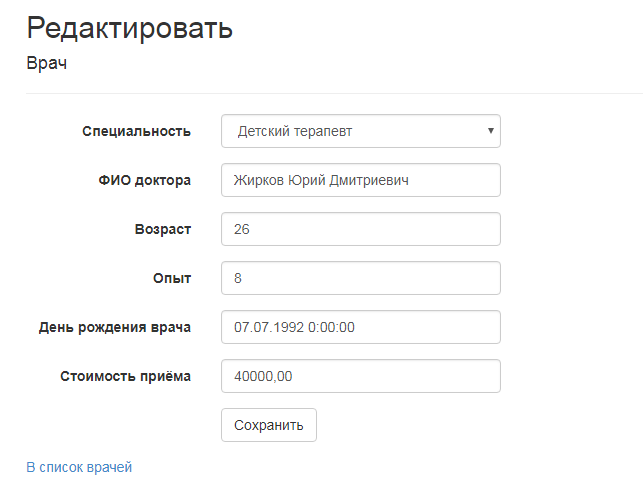 Редактировать
Врач
Специальность Детский терапевт
ФИО доктора Жирков Юрий Дмитриевич
Возраст 26
Опыт 8
День рождения врача 07.07.1992 0:00:00
Стоимость приёма 40000,00
Сохранить
В список врачей